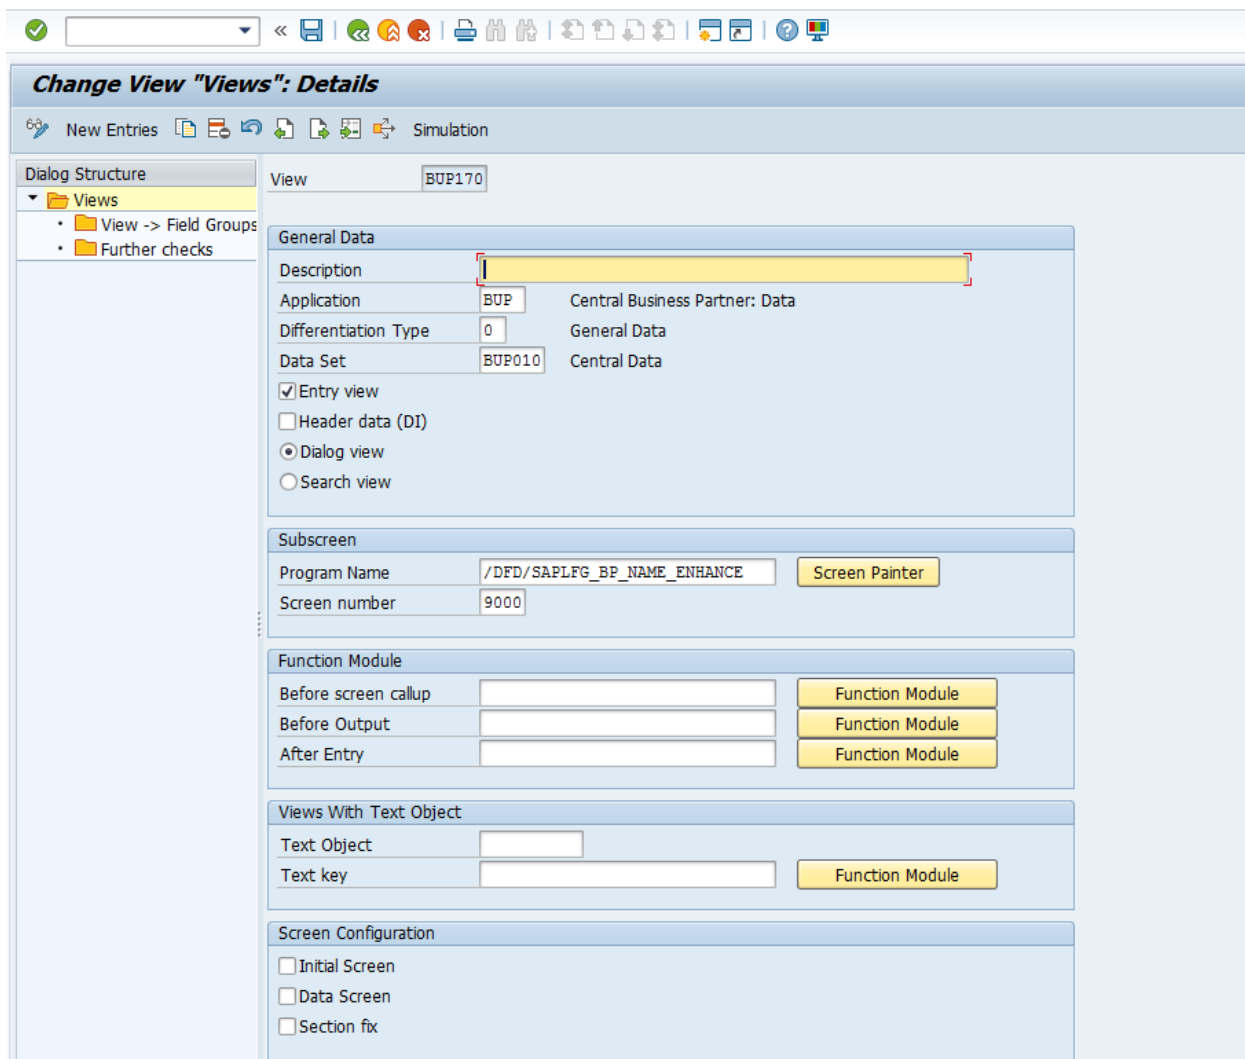 Change View "Views": Details
New Entries Simulation
Dialog Structure
Views
View -> Field Groups
Further checks
View BUP170
General Data
Description
Application BUP Central Business Partner: Data
Differentiation Type 0 General Data
Data Set BUP010 Central Data
Entry view
Header data (DI)
Dialog view
Search view
Subscreen
Program Name /DFD/SAPLFG_BP_NAME_ENHANCE Screen Painter
Screen number 9000
Function Module
Before screen callup Function Module
Before Output Function Module
After Entry Function Module
Views With Text Object
Text Object
Text key Function Module
Screen Configuration
Initial Screen
Data Screen
Section fix